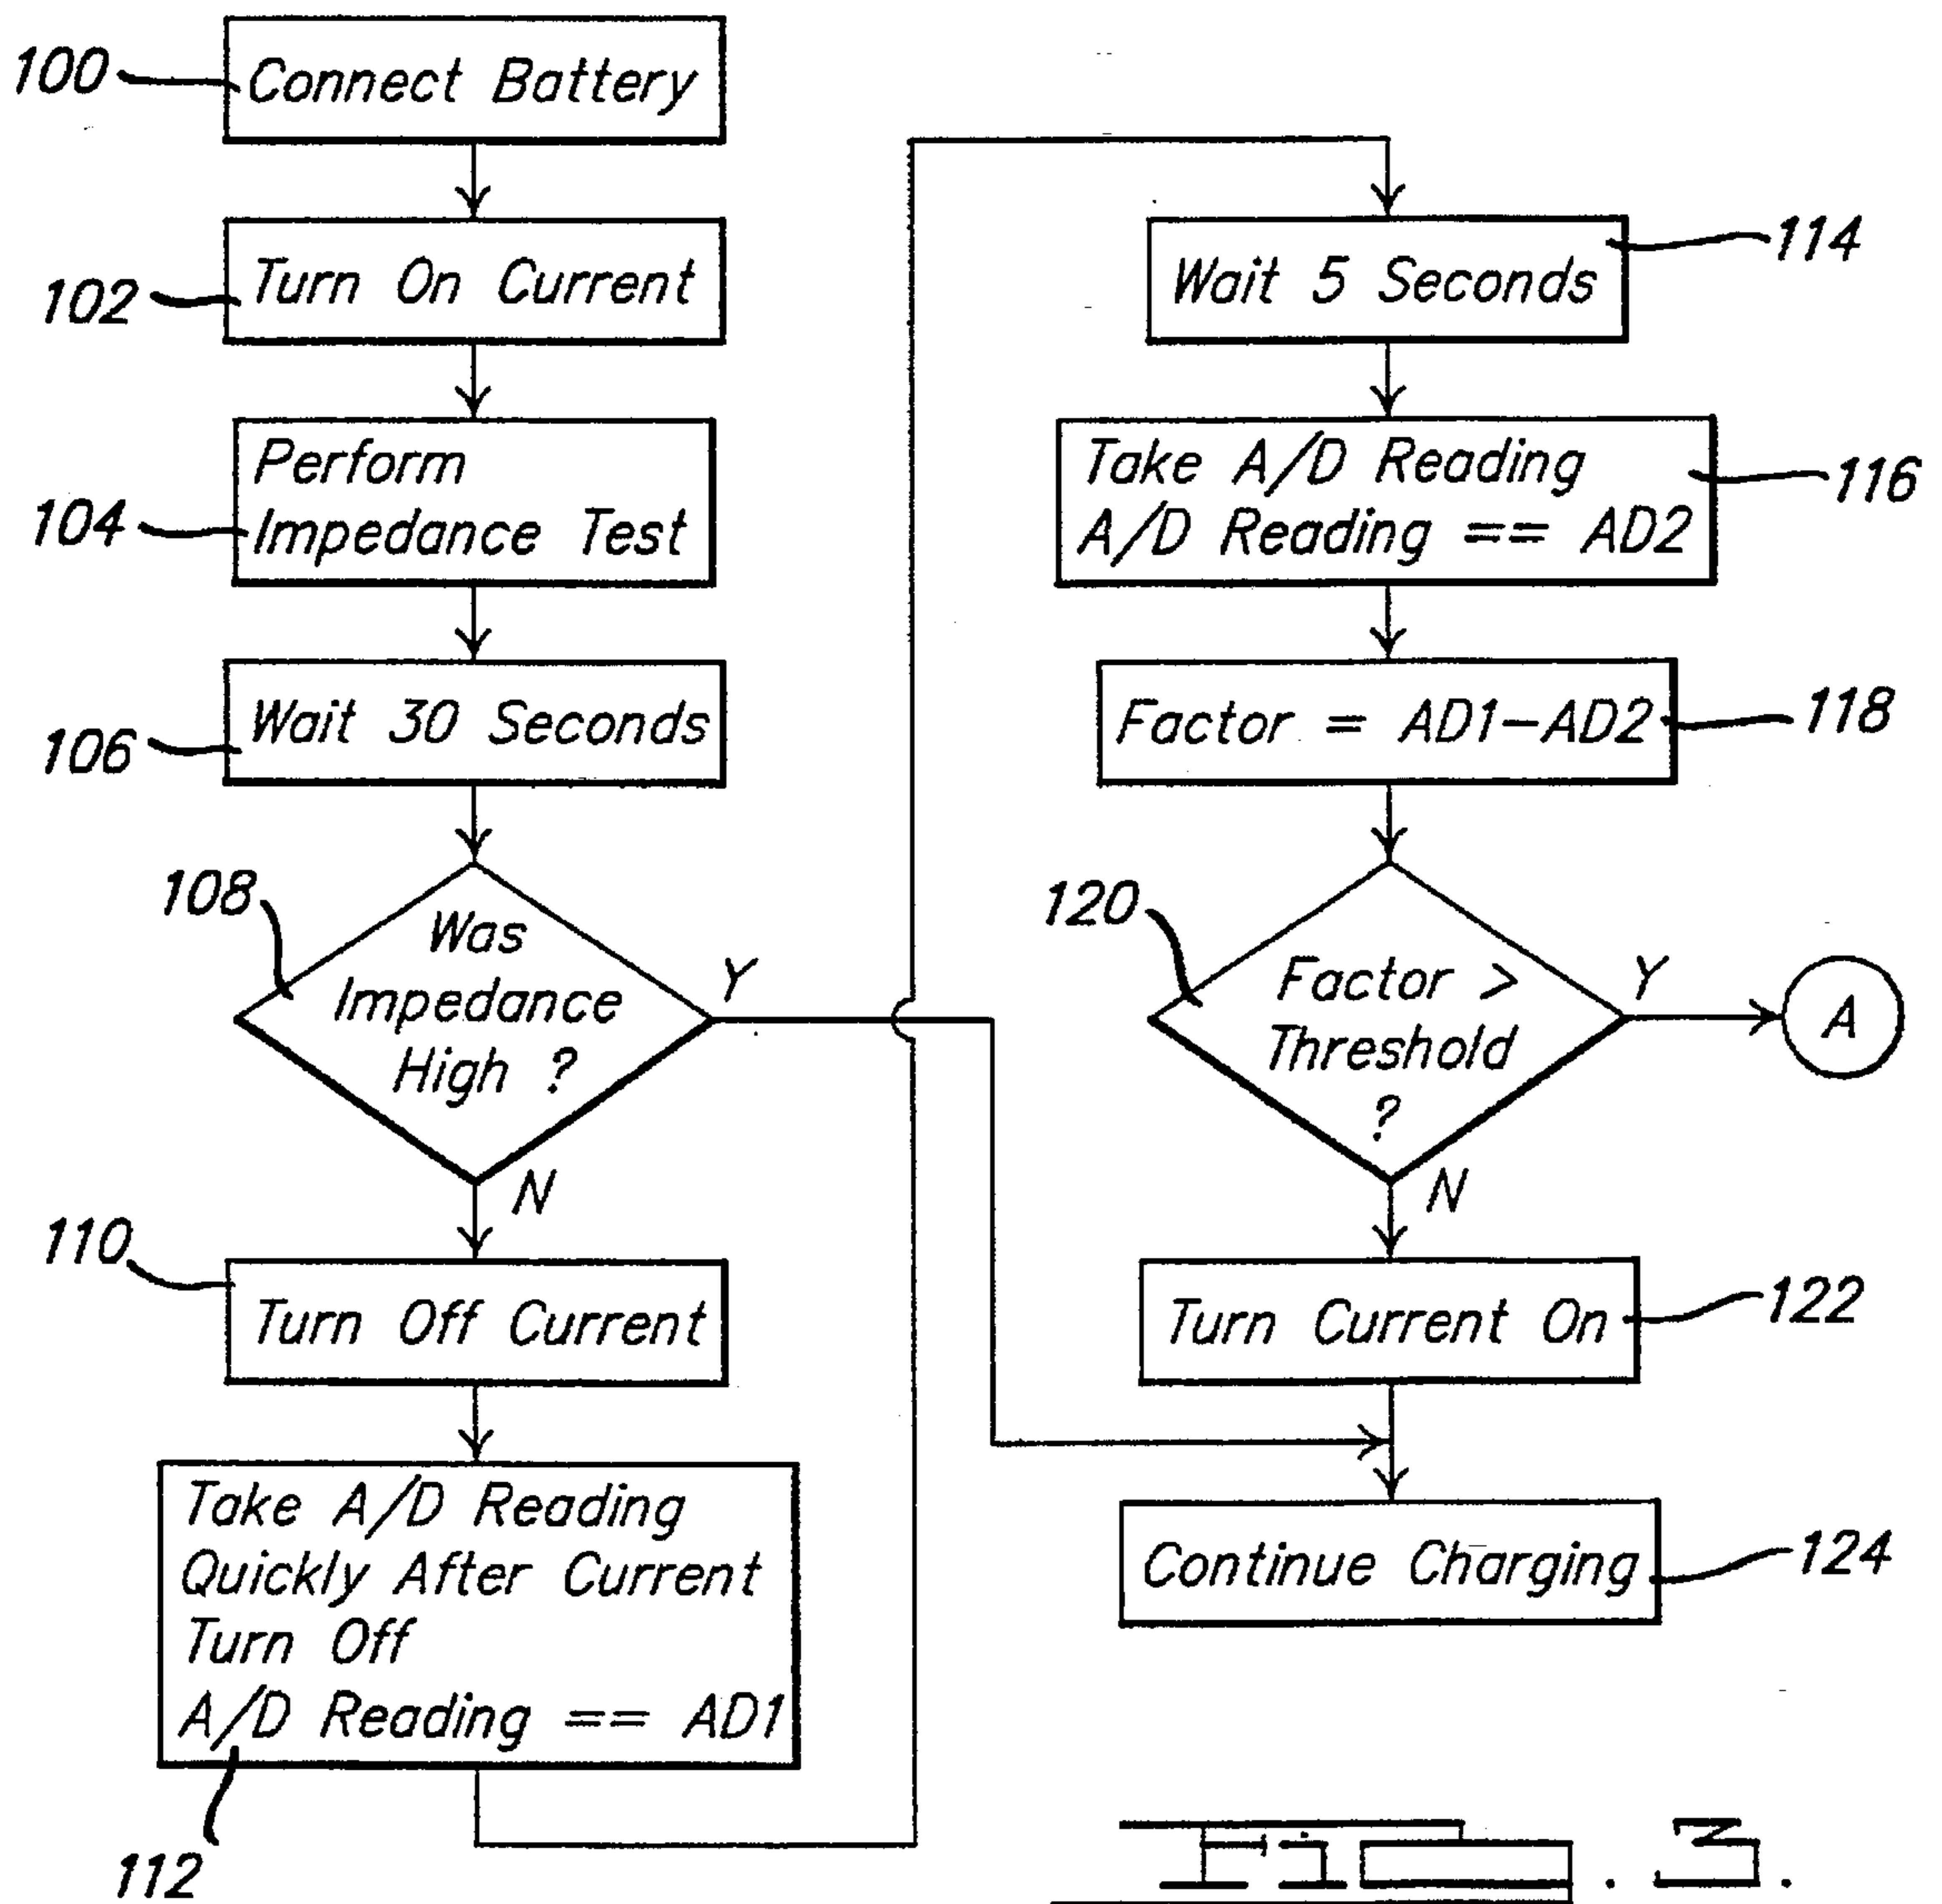 100
Connect Battery
102
Turn On Current
104
Perform
Impedance Test
106
Wait 30 Seconds
108
Was
Impedance
High ?
Y
N
110
Turn Off Current
Take A/D Reading
Quickly After Current
Turn Off
A/D Reading == AD1
112
114
Wait 5 Seconds
Take A/D Reading
A/D Reading == AD2
116
Factor = AD1-AD2
118
120
Factor >
Threshold
?
Y
A
N
Turn Current On
122
Continue Charging
124
Fig. 3.